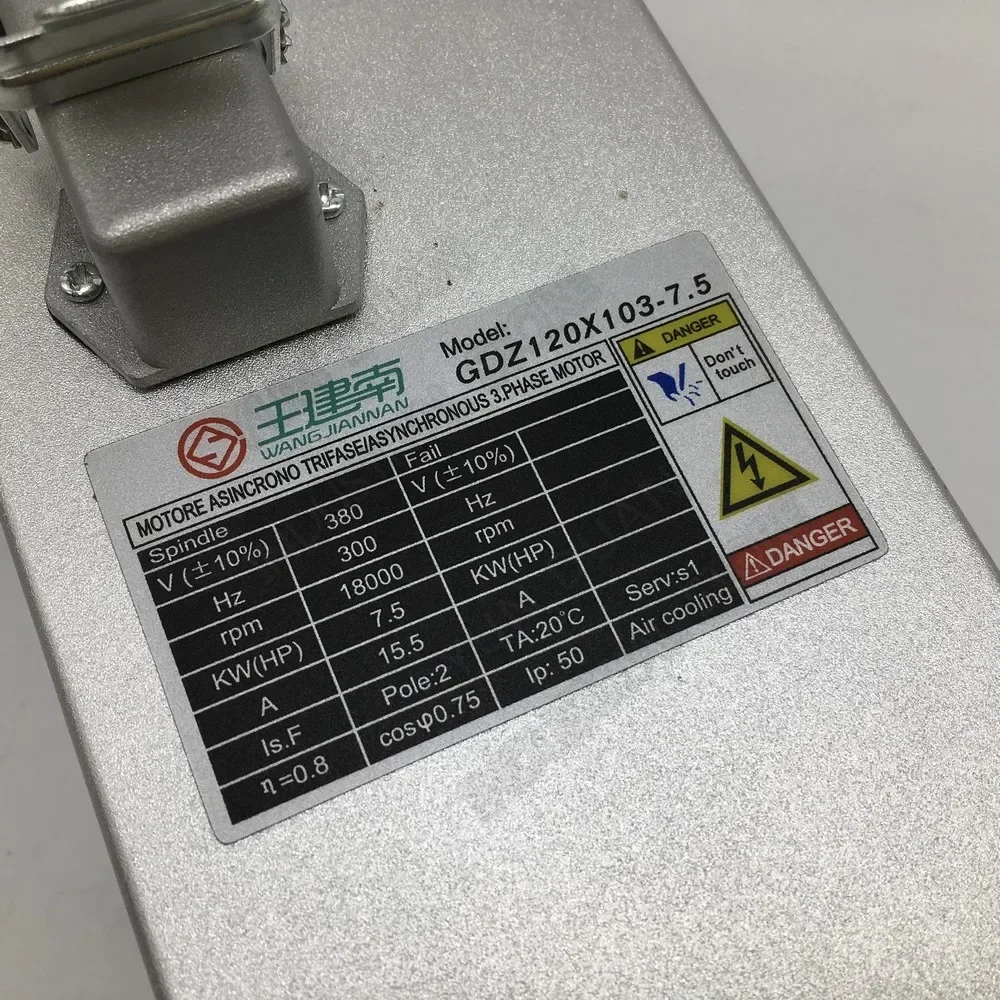 Model:
GDZ120X103-7.5
王建南
WANGJIANNAN
MOTORE ASINCRONO TRIFASE/ASYNCHRONOUS 3.PHASE MOTOR
Spindle Fail
V (±10%) 380 V (±10%)
Hz 300 Hz
rpm 18000 rpm
KW(HP) 7.5 KW(HP)
A 15.5 A
Is.F Pole:2 TA:20°C Serv:s1
η=0.8 cosφ0.75 Ip: 50 Air cooling
DANGER
Don't
touch
DANGER